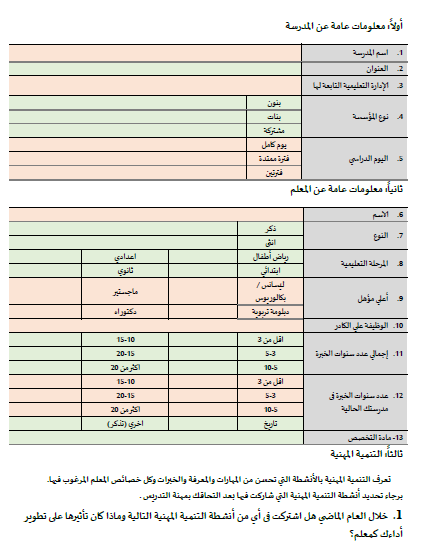 أولاً: معلومات عامة عن المدرسة
1. اسم المدرسة
2. العنوان
3. الإدارة التعليمية التابعة لها
4. نوع المؤسسة
بنون
بنات
مشتركة
5. اليوم الدراسي
يوم كامل
فترة ممتدة
فترتين
ثانياً: معلومات عامة عن المعلم
6. الاسم
7. النوع
ذكر
انثى
8. المرحلة التعليمية
رياض أطفال اعدادي
ابتدائي ثانوي
9. أعلي مؤهل
ليسانس / بكالوريوس ماجستير
دبلومة تربوية دكتوراه
10. الوظيفة علي الكادر
11. إجمالي عدد سنوات الخبرة
اقل من 3 10-15
3-5 15-20
5-10 اكثر من 20
12. عدد سنوات الخبرة في مدرستك الحالية
اقل من 3 10-15
3-5 15-20
5-10 اكثر من 20
تاريخ اخري (تذكر)
13- مادة التخصص
ثالثاً: التنمية المهنية
تعرف التنمية المهنية بالأنشطة التي تحسن من المهارات والمعرفة والخبرات وكل خصائص المعلم المرغوب فيها.
برجاء تحديد أنشطة التنمية المهنية التي شاركت فيها بعد التحاقك بمهنة التدريس .
1. خلال العام الماضي هل اشتركت في أي من أنشطة التنمية المهنية التالية وماذا كان تأثيرها على تطوير
أداءك كمعلم؟